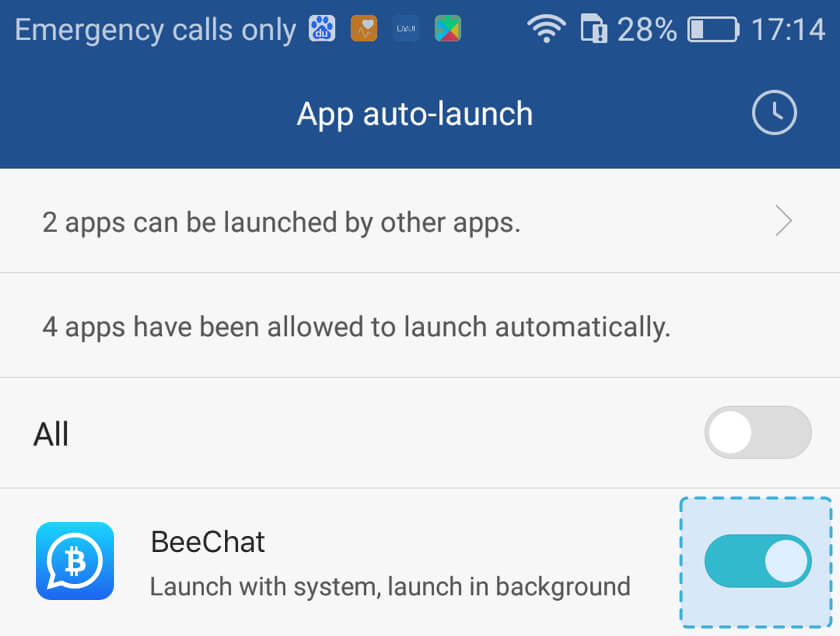 Emergency calls only du 28% 17:14
App auto-launch
2 apps can be launched by other apps.
4 apps have been allowed to launch automatically.
All
BeeChat
Launch with system, launch in background